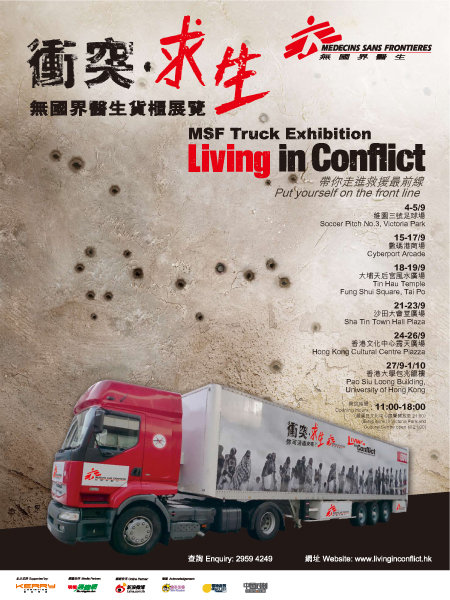 衝突·求生
MEDECINS SANS FRONTIERES
無國界醫生
無國界醫生貨櫃展覽
MSF Truck Exhibition
Living in Conflict
帶你走進救援最前線
Put yourself on the front line
4-5/9
維園三號足球場
Soccer Pitch No.3, Victoria Park
15-17/9
數碼港商場
Cyberport Arcade
18-19/9
大埔天后宮風水廣場
Tin Hau Temple
Fung Shui Square, Tai Po
21-23/9
沙田大會堂廣場
Sha Tin Town Hall Plaza
24-26/9
香港文化中心露天廣場
Hong Kong Cultural Centre Piazza
27/9-1/10
香港大學包兆龍樓
Pao Siu Loong Building,
University of Hong Kong
11:00-18:00
衝突·求生
Living in Conflict
查詢 Enquiry: 2959 4249
網址 Website: www.livinginconflict.hk
KERRY